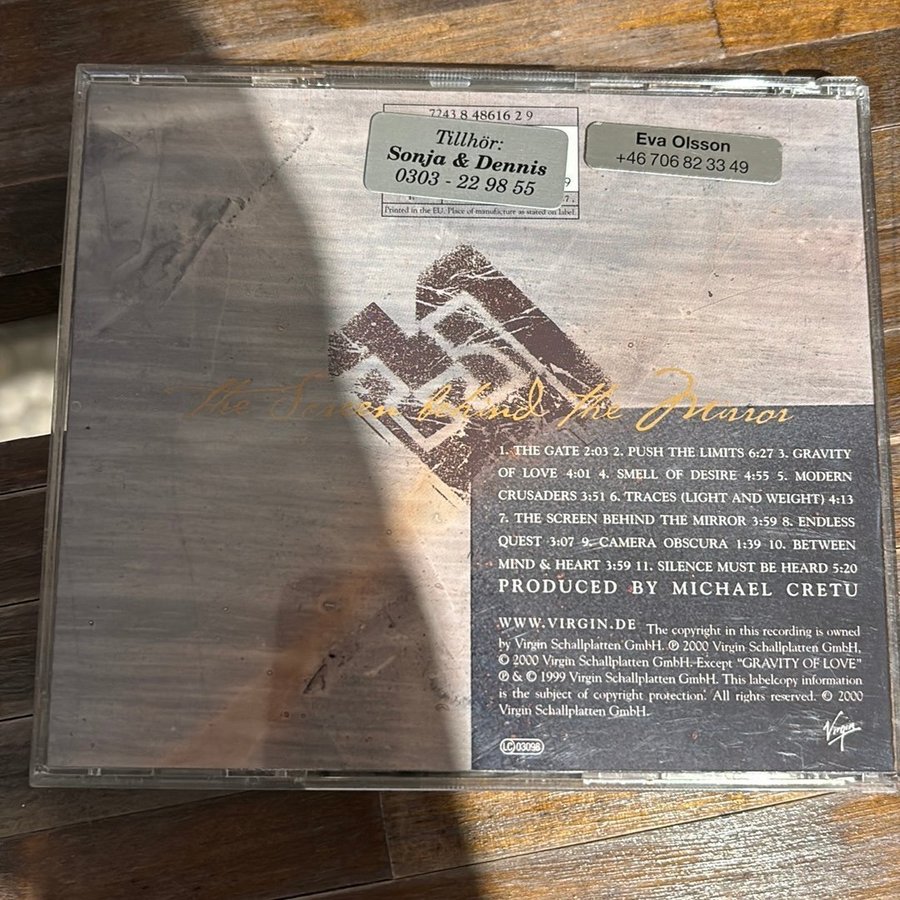 7243 8 48616 2 9
Tillhör:
Sonja & Dennis
0303 - 22 98 55
Eva Olsson
+46 706 82 33 49
9
7.
Printed in the EU. Place of manufacture as stated on label.
the Screen behind the Mirror
1. THE GATE 2:03 2. PUSH THE LIMITS 6:27 3. GRAVITY
OF LOVE 4:01 4. SMELL OF DESIRE 4:55 5. MODERN
CRUSADERS 3:51 6. TRACES (LIGHT AND WEIGHT) 4:13
7. THE SCREEN BEHIND THE MIRROR 3:59 8. ENDLESS
QUEST 3:07 9. CAMERA OBSCURA 1:39 10. BETWEEN
MIND & HEART 3:59 11. SILENCE MUST BE HEARD 5:20
PRODUCED BY MICHAEL CRETU
WWW.VIRGIN.DE The copyright in this recording is owned
by Virgin Schallplatten GmbH. ℗ 2000 Virgin Schallplatten GmbH.
© 2000 Virgin Schallplatten GmbH. Except "GRAVITY OF LOVE"
℗ & © 1999 Virgin Schallplatten GmbH. This labelcopy information
is the subject of copyright protection. All rights reserved. © 2000
Virgin Schallplatten GmbH.
LC 03098
Virgin